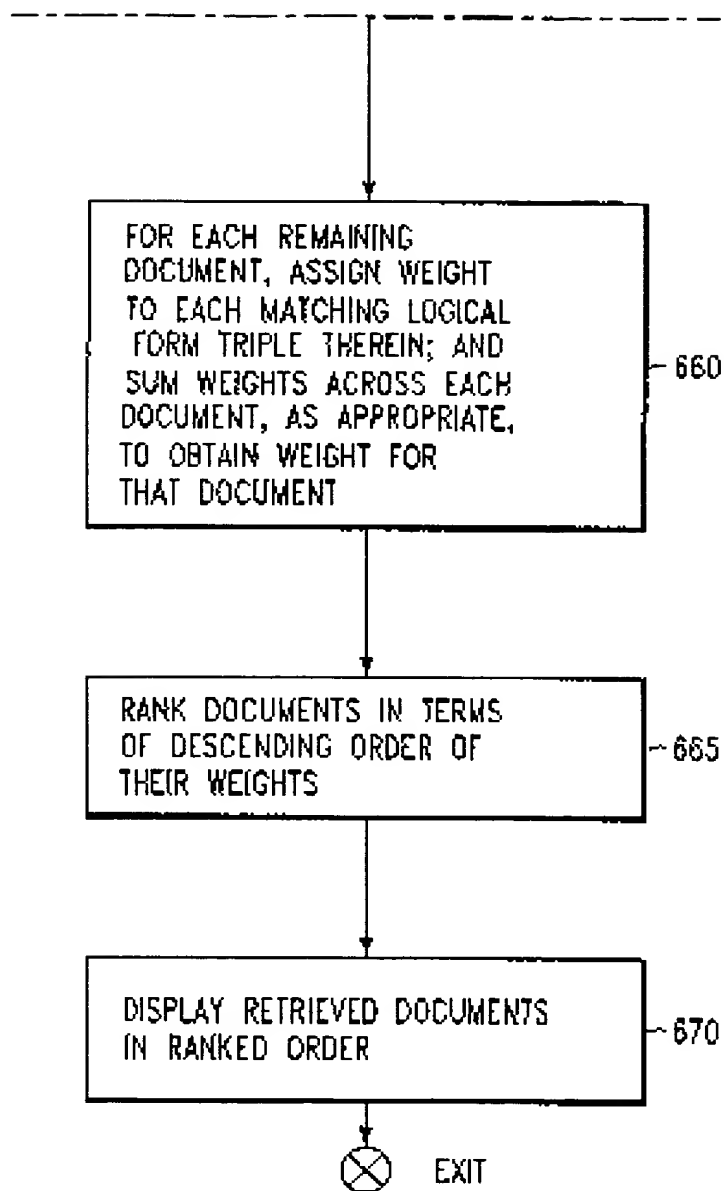 FOR EACH REMAINING
DOCUMENT, ASSIGN WEIGHT
TO EACH MATCHING LOGICAL
FORM TRIPLE THEREIN; AND
SUM WEIGHTS ACROSS EACH
DOCUMENT, AS APPROPRIATE,
TO OBTAIN WEIGHT FOR
THAT DOCUMENT
660
RANK DOCUMENTS IN TERMS
OF DESCENDING ORDER OF
THEIR WEIGHTS
665
DISPLAY RETRIEVED DOCUMENTS
IN RANKED ORDER
670
EXIT